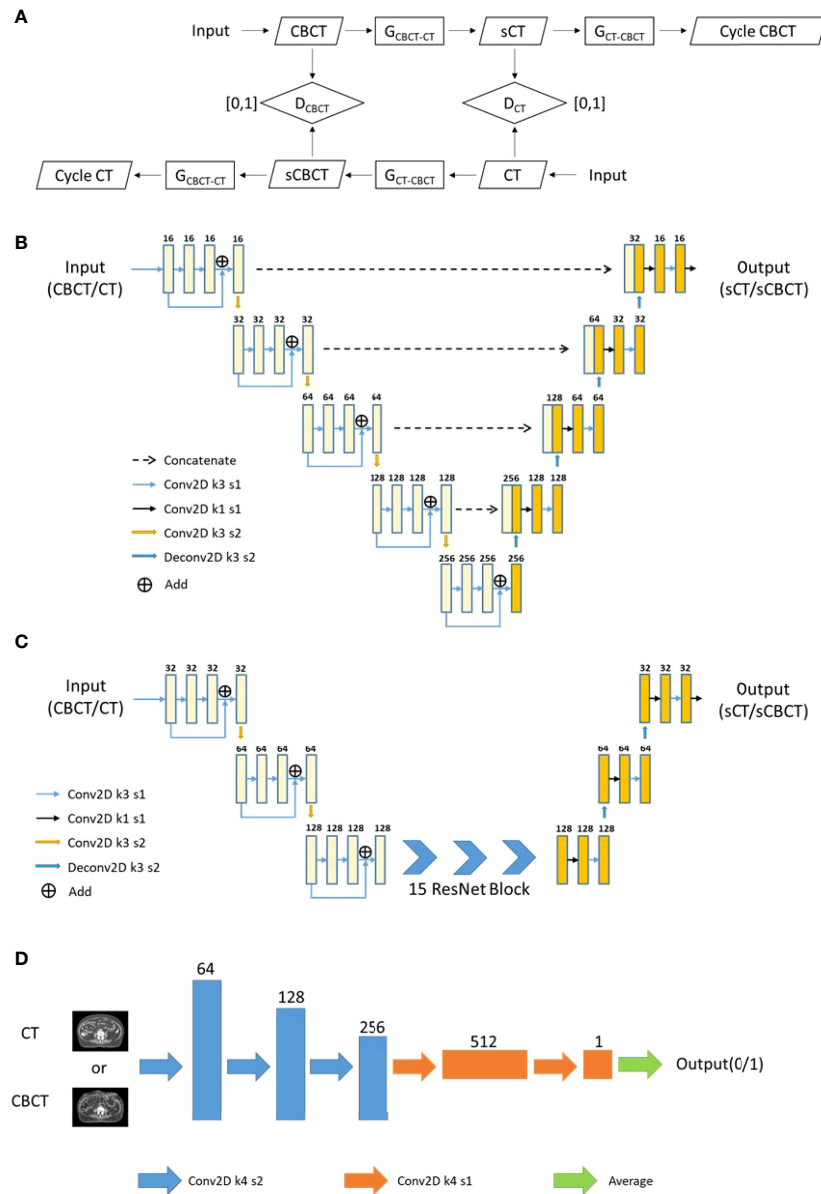 A
Input CBCT G_CBCT-CT sCT G_CT-CBCT Cycle CBCT
[0,1] D_CBCT D_CT [0,1]
Cycle CT G_CBCT-CT sCBCT G_CT-CBCT CT Input
B
16 16 16 16 32 16 16
Input
(CBCT/CT)
Output
(sCT/sCBCT)
32 32 32 32 64 32 32
64 64 64 64 128 64 64
Concatenate
Conv2D k3 s1
Conv2D k1 s1
Conv2D k3 s2
Deconv2D k3 s2
Add
128 128 128 128 256 128 128
256 256 256 256
C
32 32 32 32 32 32 32
Input
(CBCT/CT)
Output
(sCT/sCBCT)
64 64 64 64 64 64 64
Conv2D k3 s1
Conv2D k1 s1
Conv2D k3 s2
Deconv2D k3 s2
Add
128 128 128 128 128 128 128
15 ResNet Block
D
64
128
256
512
1
CT
or
CBCT
Output(0/1)
Conv2D k4 s2 Conv2D k4 s1 Average